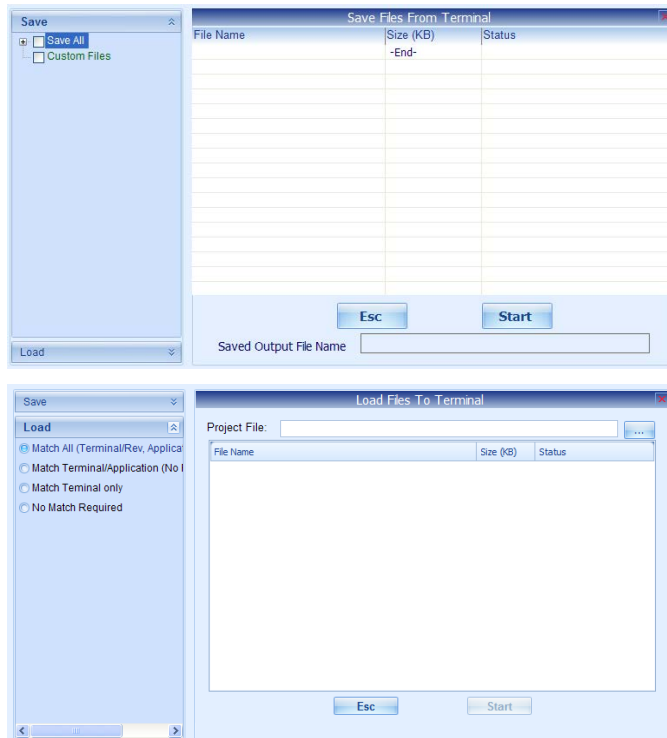 Save
Save All
Custom Files
Load
Save Files From Terminal
File Name Size (KB) Status
-End-
Esc Start
Saved Output File Name
Save
Load
Match All (Terminal/Rev, Applica
Match Terminal/Application (No
Match Teminal only
No Match Required
Load Files To Terminal
Project File: ...
File Name Size (KB) Status
Esc Start